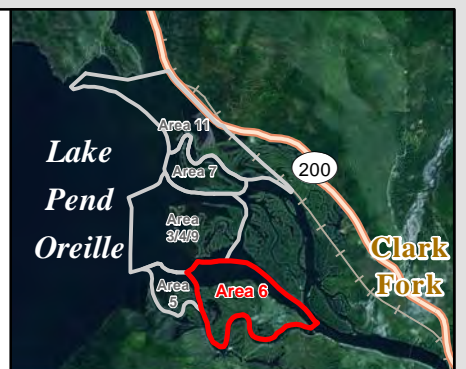 Area 11
Lake
Pend
Oreille
Area 7
200
Area
3/4/9
Clark
Fork
Area
5
Area 6